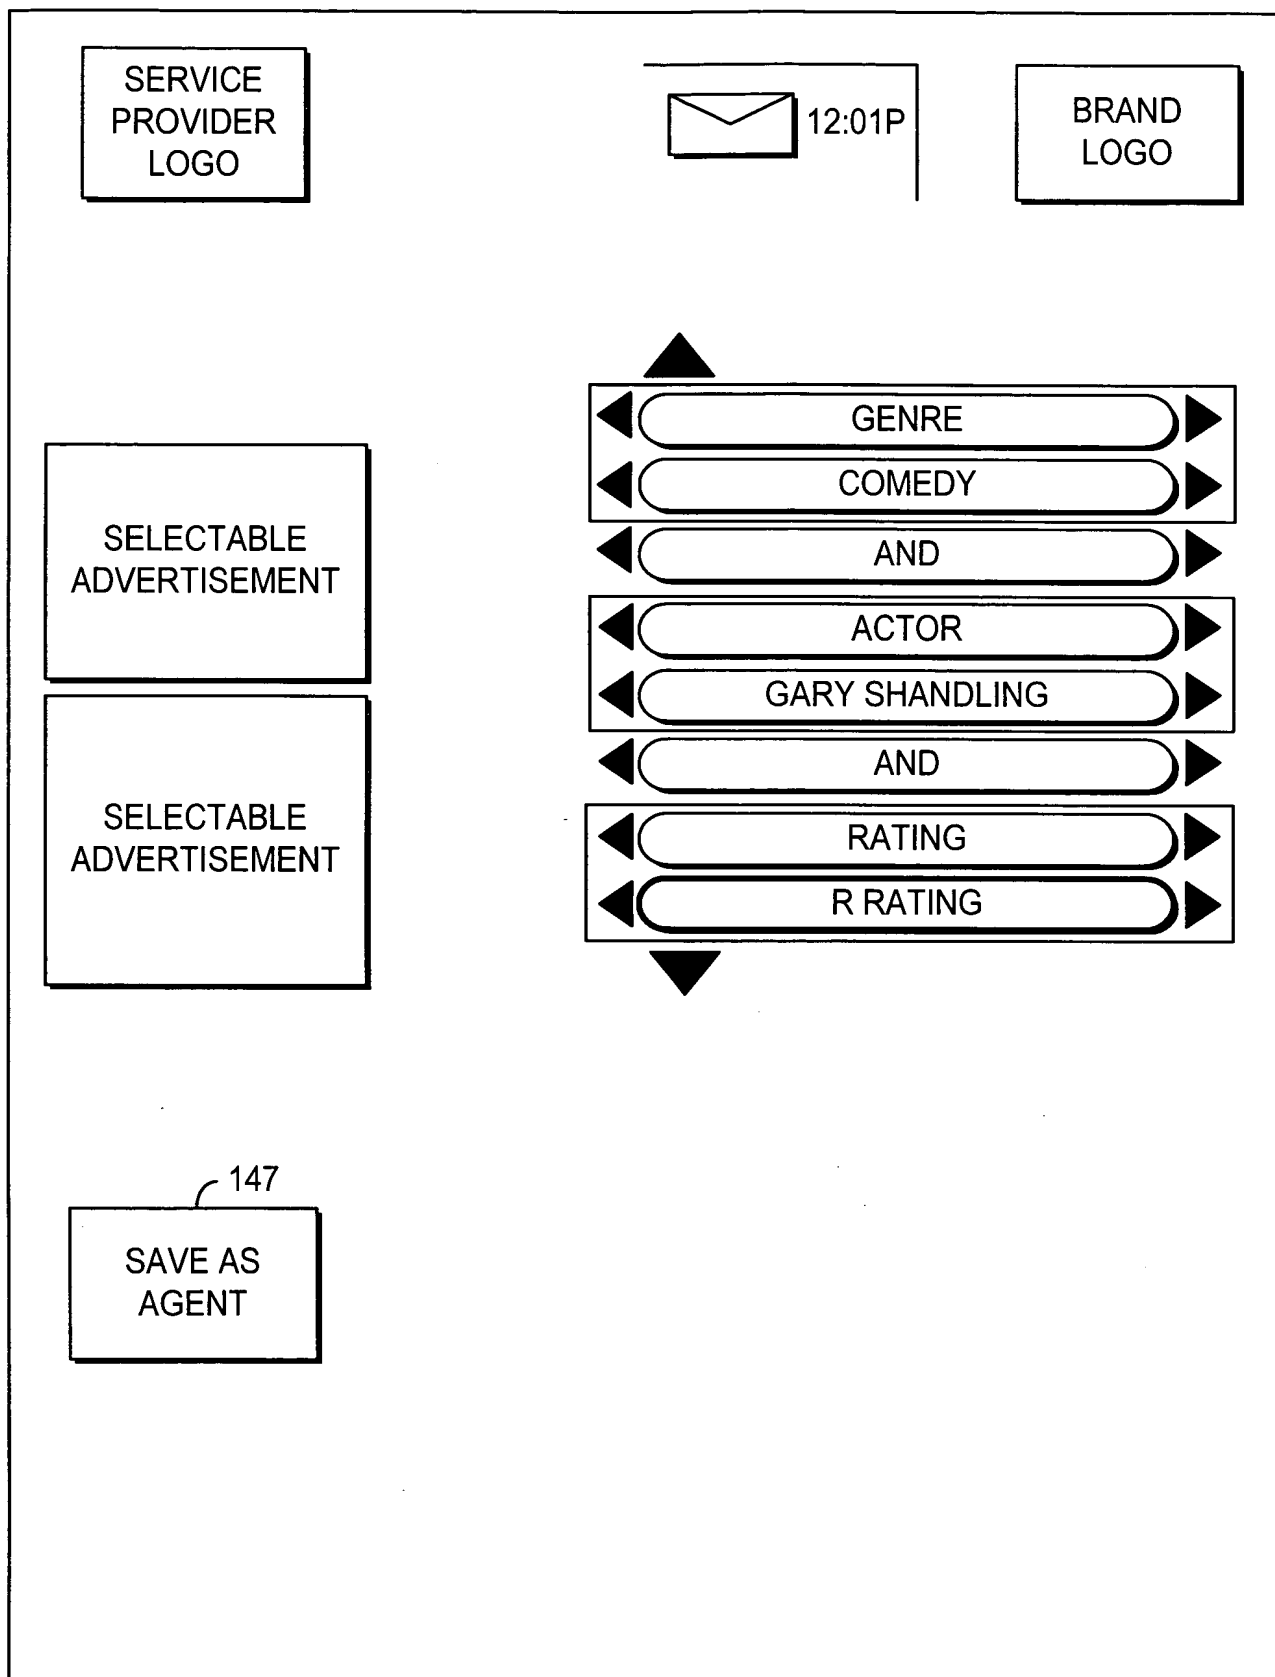 SERVICE
PROVIDER
LOGO
12:01P
BRAND
LOGO
GENRE
COMEDY
AND
ACTOR
GARY SHANDLING
AND
RATING
R RATING
SELECTABLE
ADVERTISEMENT
SELECTABLE
ADVERTISEMENT
147
SAVE AS
AGENT